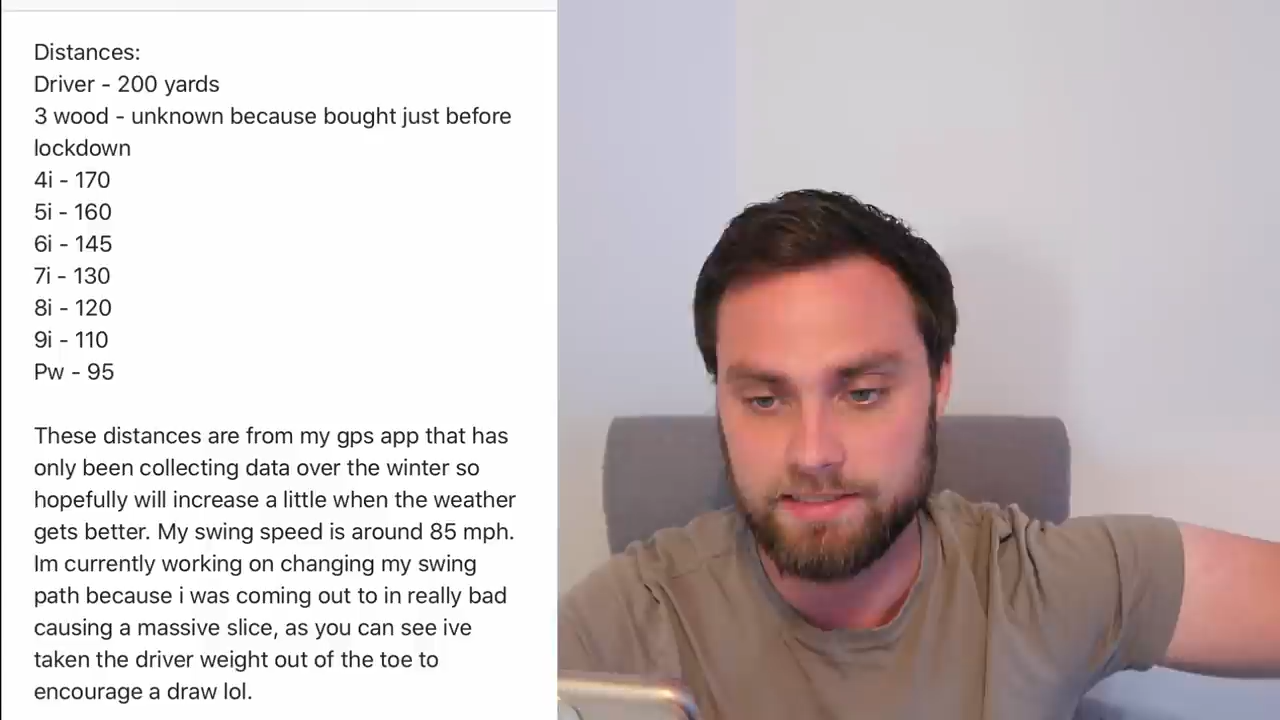 Distances:
Driver - 200 yards
3 wood - unknown because bought just before
lockdown
4i - 170
5i - 160
6i - 145
7i - 130
8i - 120
9i - 110
Pw - 95
These distances are from my gps app that has
only been collecting data over the winter so
hopefully will increase a little when the weather
gets better. My swing speed is around 85 mph.
Im currently working on changing my swing
path because i was coming out to in really bad
causing a massive slice, as you can see ive
taken the driver weight out of the toe to
encourage a draw lol.